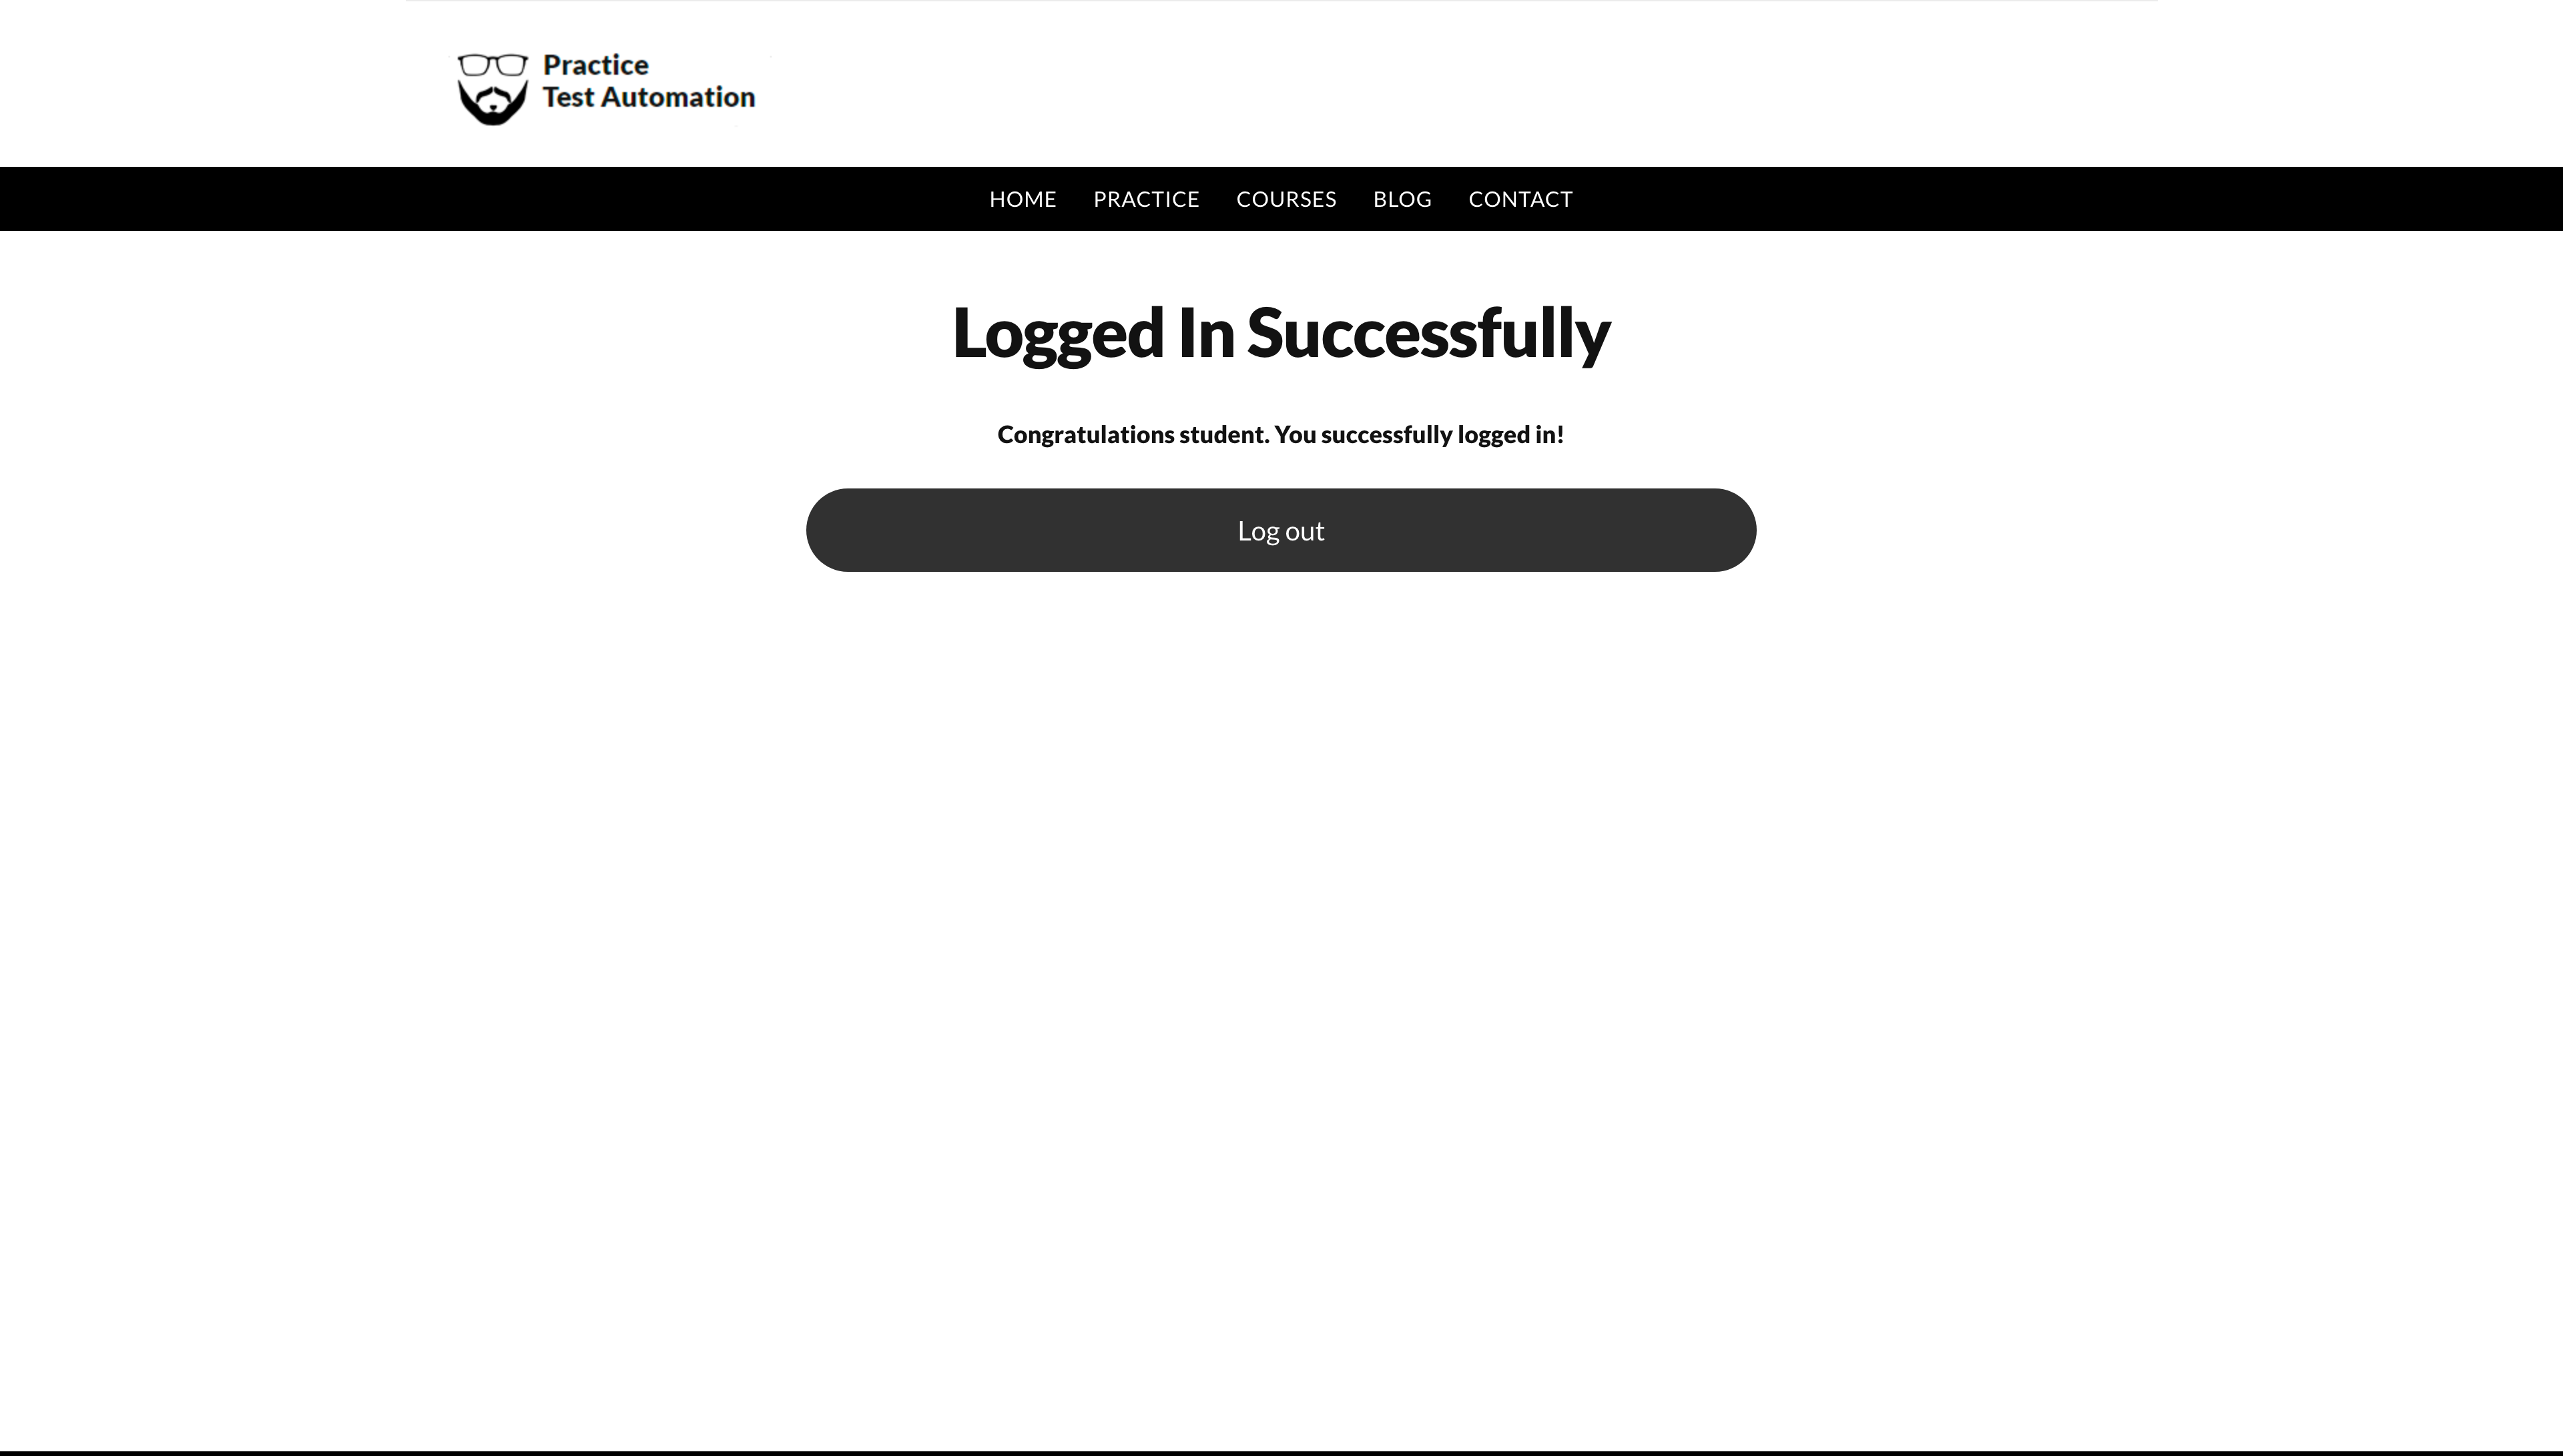 Practice
Test Automation
HOME PRACTICE COURSES BLOG CONTACT
Logged In Successfully
Congratulations student. You successfully logged in!
Log out